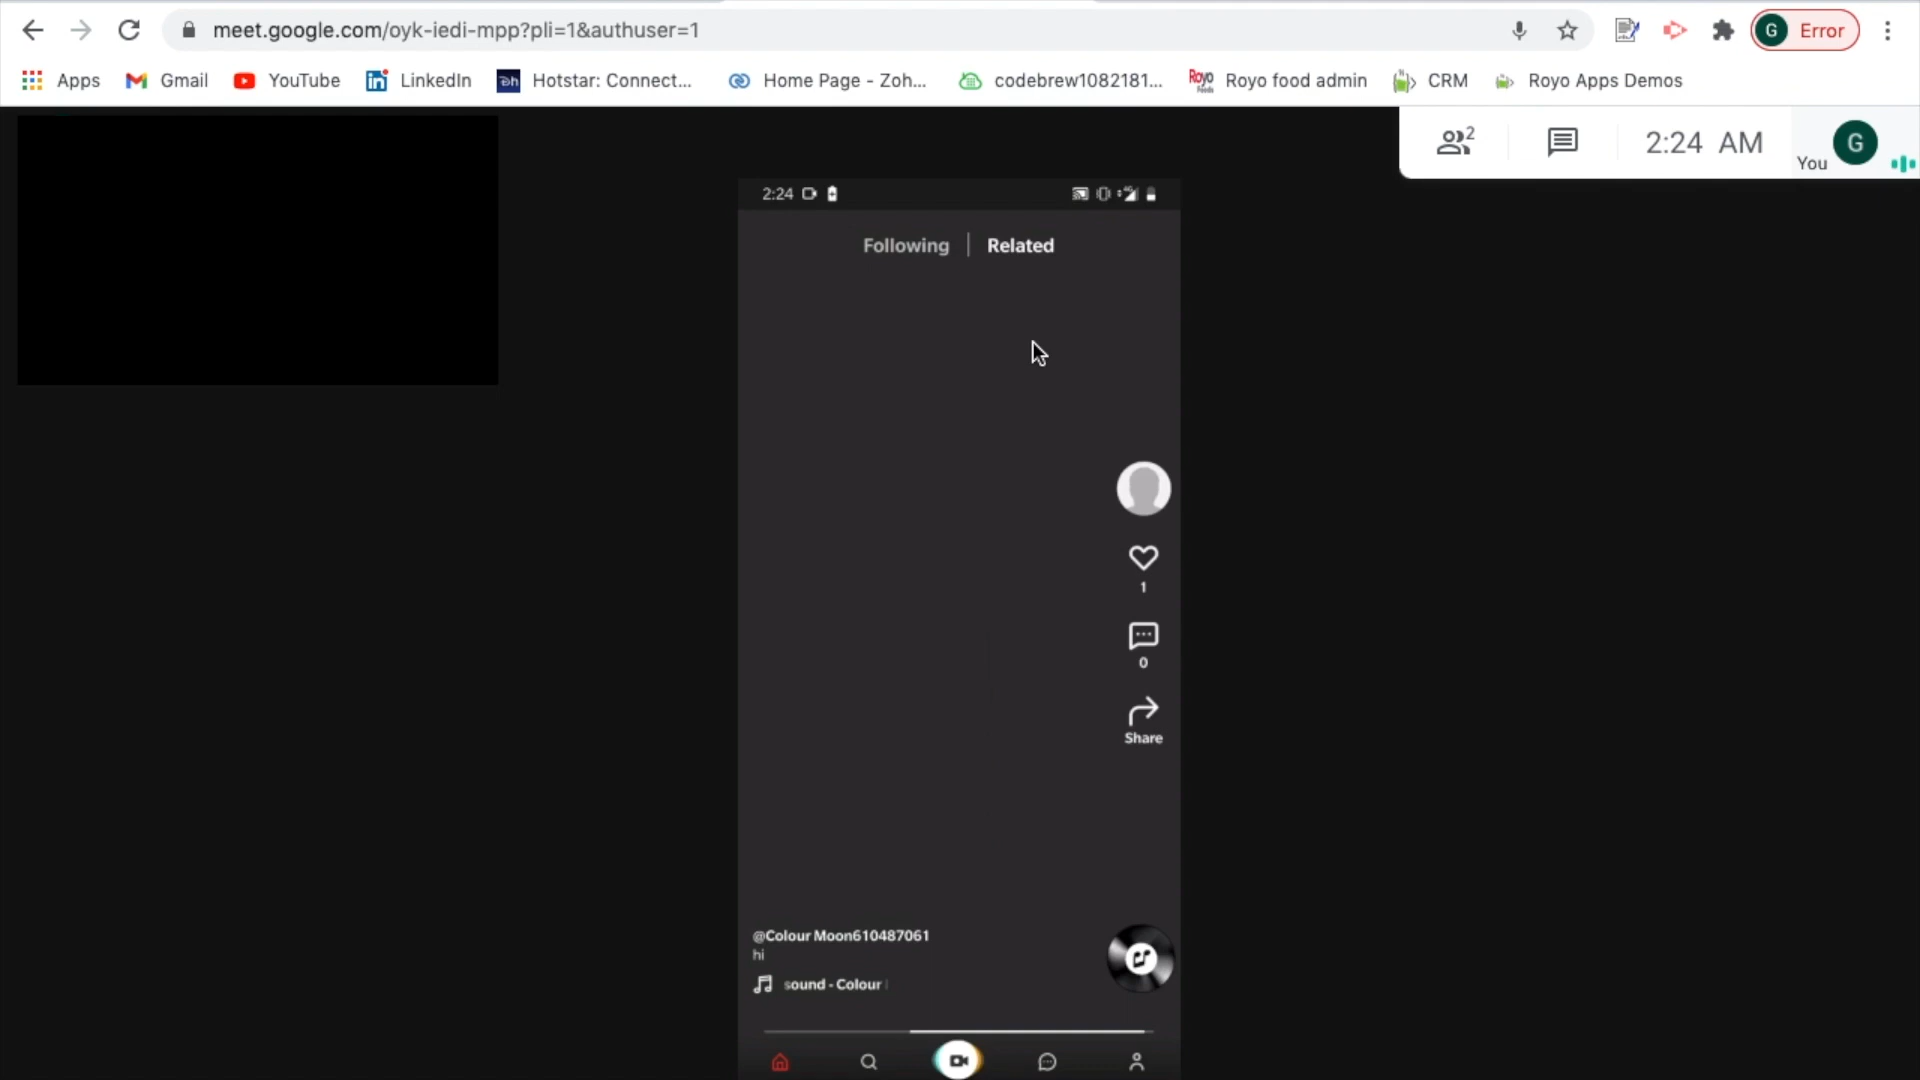 meet.google.com/oyk-iedi-mpp?pli=1&authuser=1
G Error
Apps Gmail YouTube LinkedIn Hotstar: Connect... Home Page - Zoh... codebrew1082181... Royo food admin CRM Royo Apps Demos
2 2:24 AM You G
2:24
Following | Related
1
0
Share
@Colour Moon610487061
hi
sound - Colour